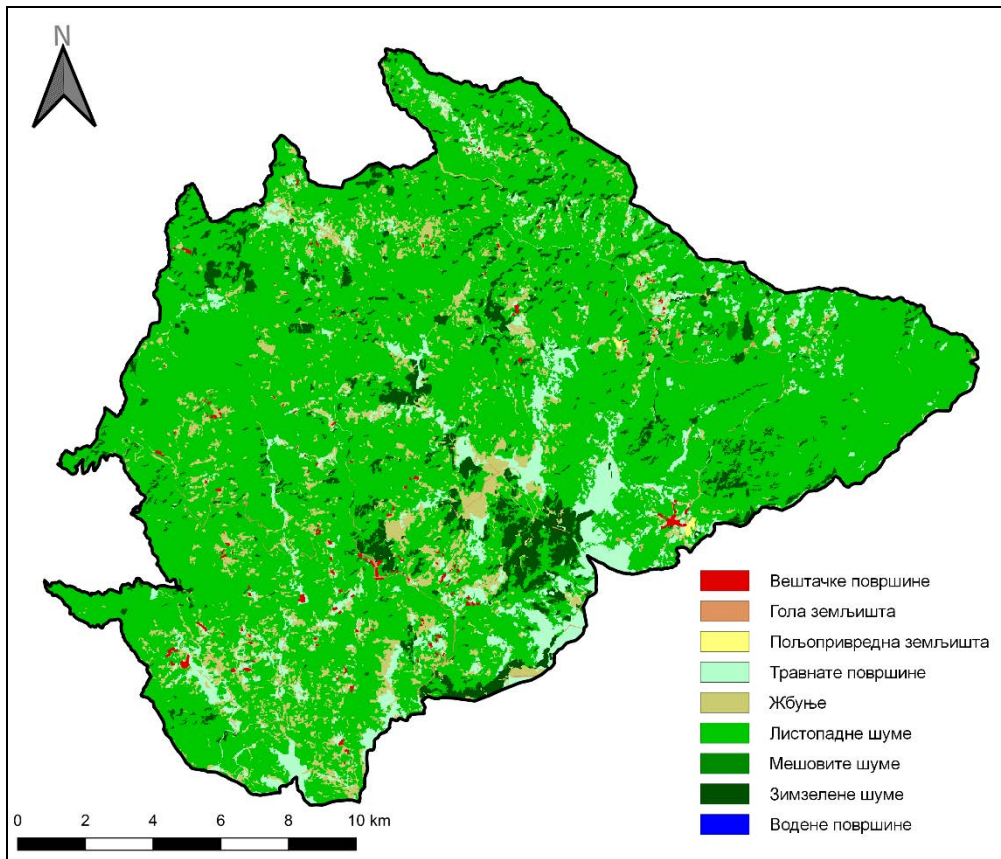 N
Вештачке површине
Гола земљишта
Пољопривредна земљишта
Травнате површине
Жбуње
Листопадне шуме
Мешовите шуме
Зимзелене шуме
Водене површине
0 2 4 6 8 10 km